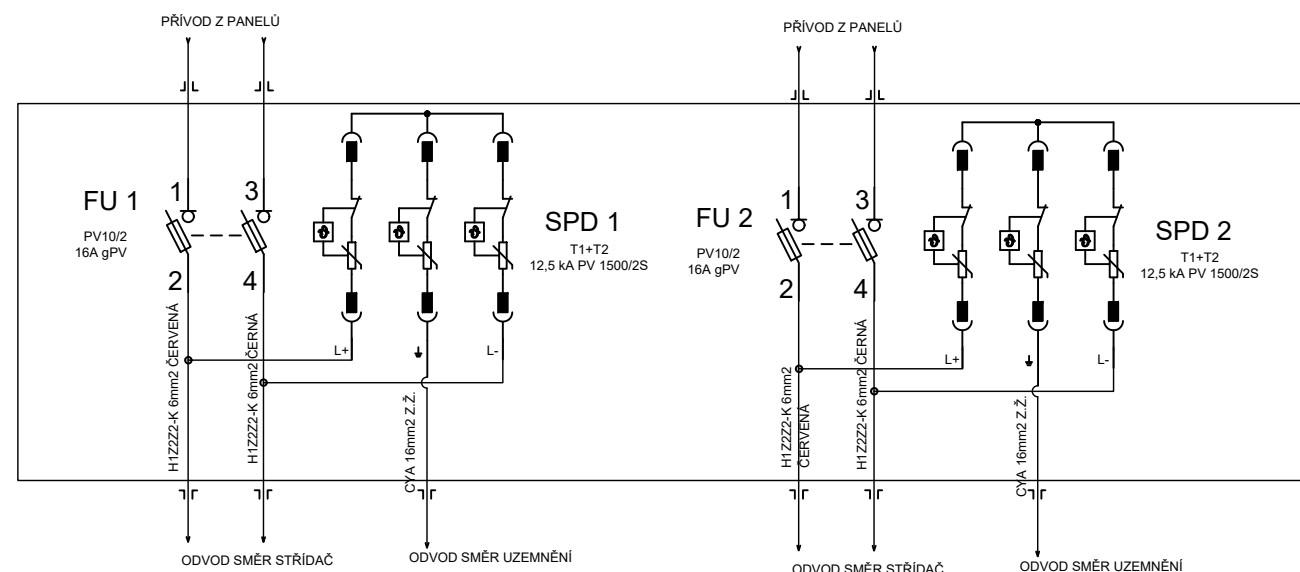 PŘÍVOD Z PANELŮ
FU 1
PV10/2
16A gPV
1
3
2
4
SPD 1
T1+T2
12,5 kA PV 1500/2S
L+
L-
H1Z2Z2-K 6mm2 ČERVENÁ
H1Z2Z2-K 6mm2 ČERNÁ
CYA 16mm2 Z.Ž.
ODVOD SMĚR STŘÍDAČ
ODVOD SMĚR UZEMNĚNÍ
PŘÍVOD Z PANELŮ
FU 2
PV10/2
16A gPV
1
3
2
4
SPD 2
T1+T2
12,5 kA PV 1500/2S
L+
L-
H1Z2Z2-K 6mm2
ČERVENÁ
H1Z2Z2-K 6mm2 ČERNÁ
CYA 16mm2 Z.Ž.
ODVOD SMĚR STŘÍDAČ
ODVOD SMĚR UZEMNĚNÍ